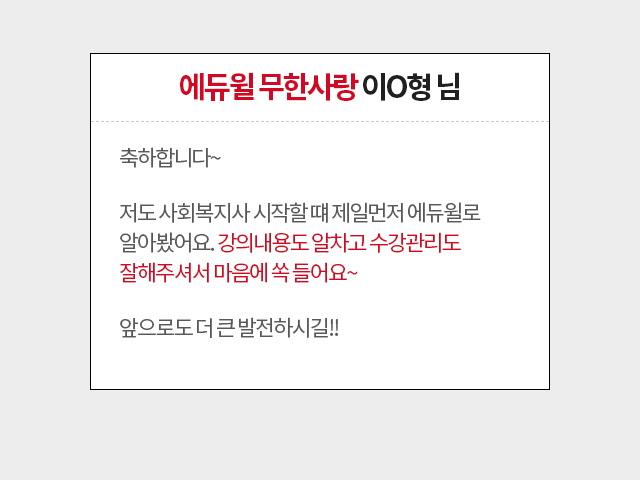 에듀윌 무한사랑 이O형 님
축하합니다~
저도 사회복지사 시작할 떄 제일먼저 에듀윌로
알아봤어요. 강의내용도 알차고 수강관리도
잘해주셔서 마음에 쏙 들어요~
앞으로도 더 큰 발전하시길!!